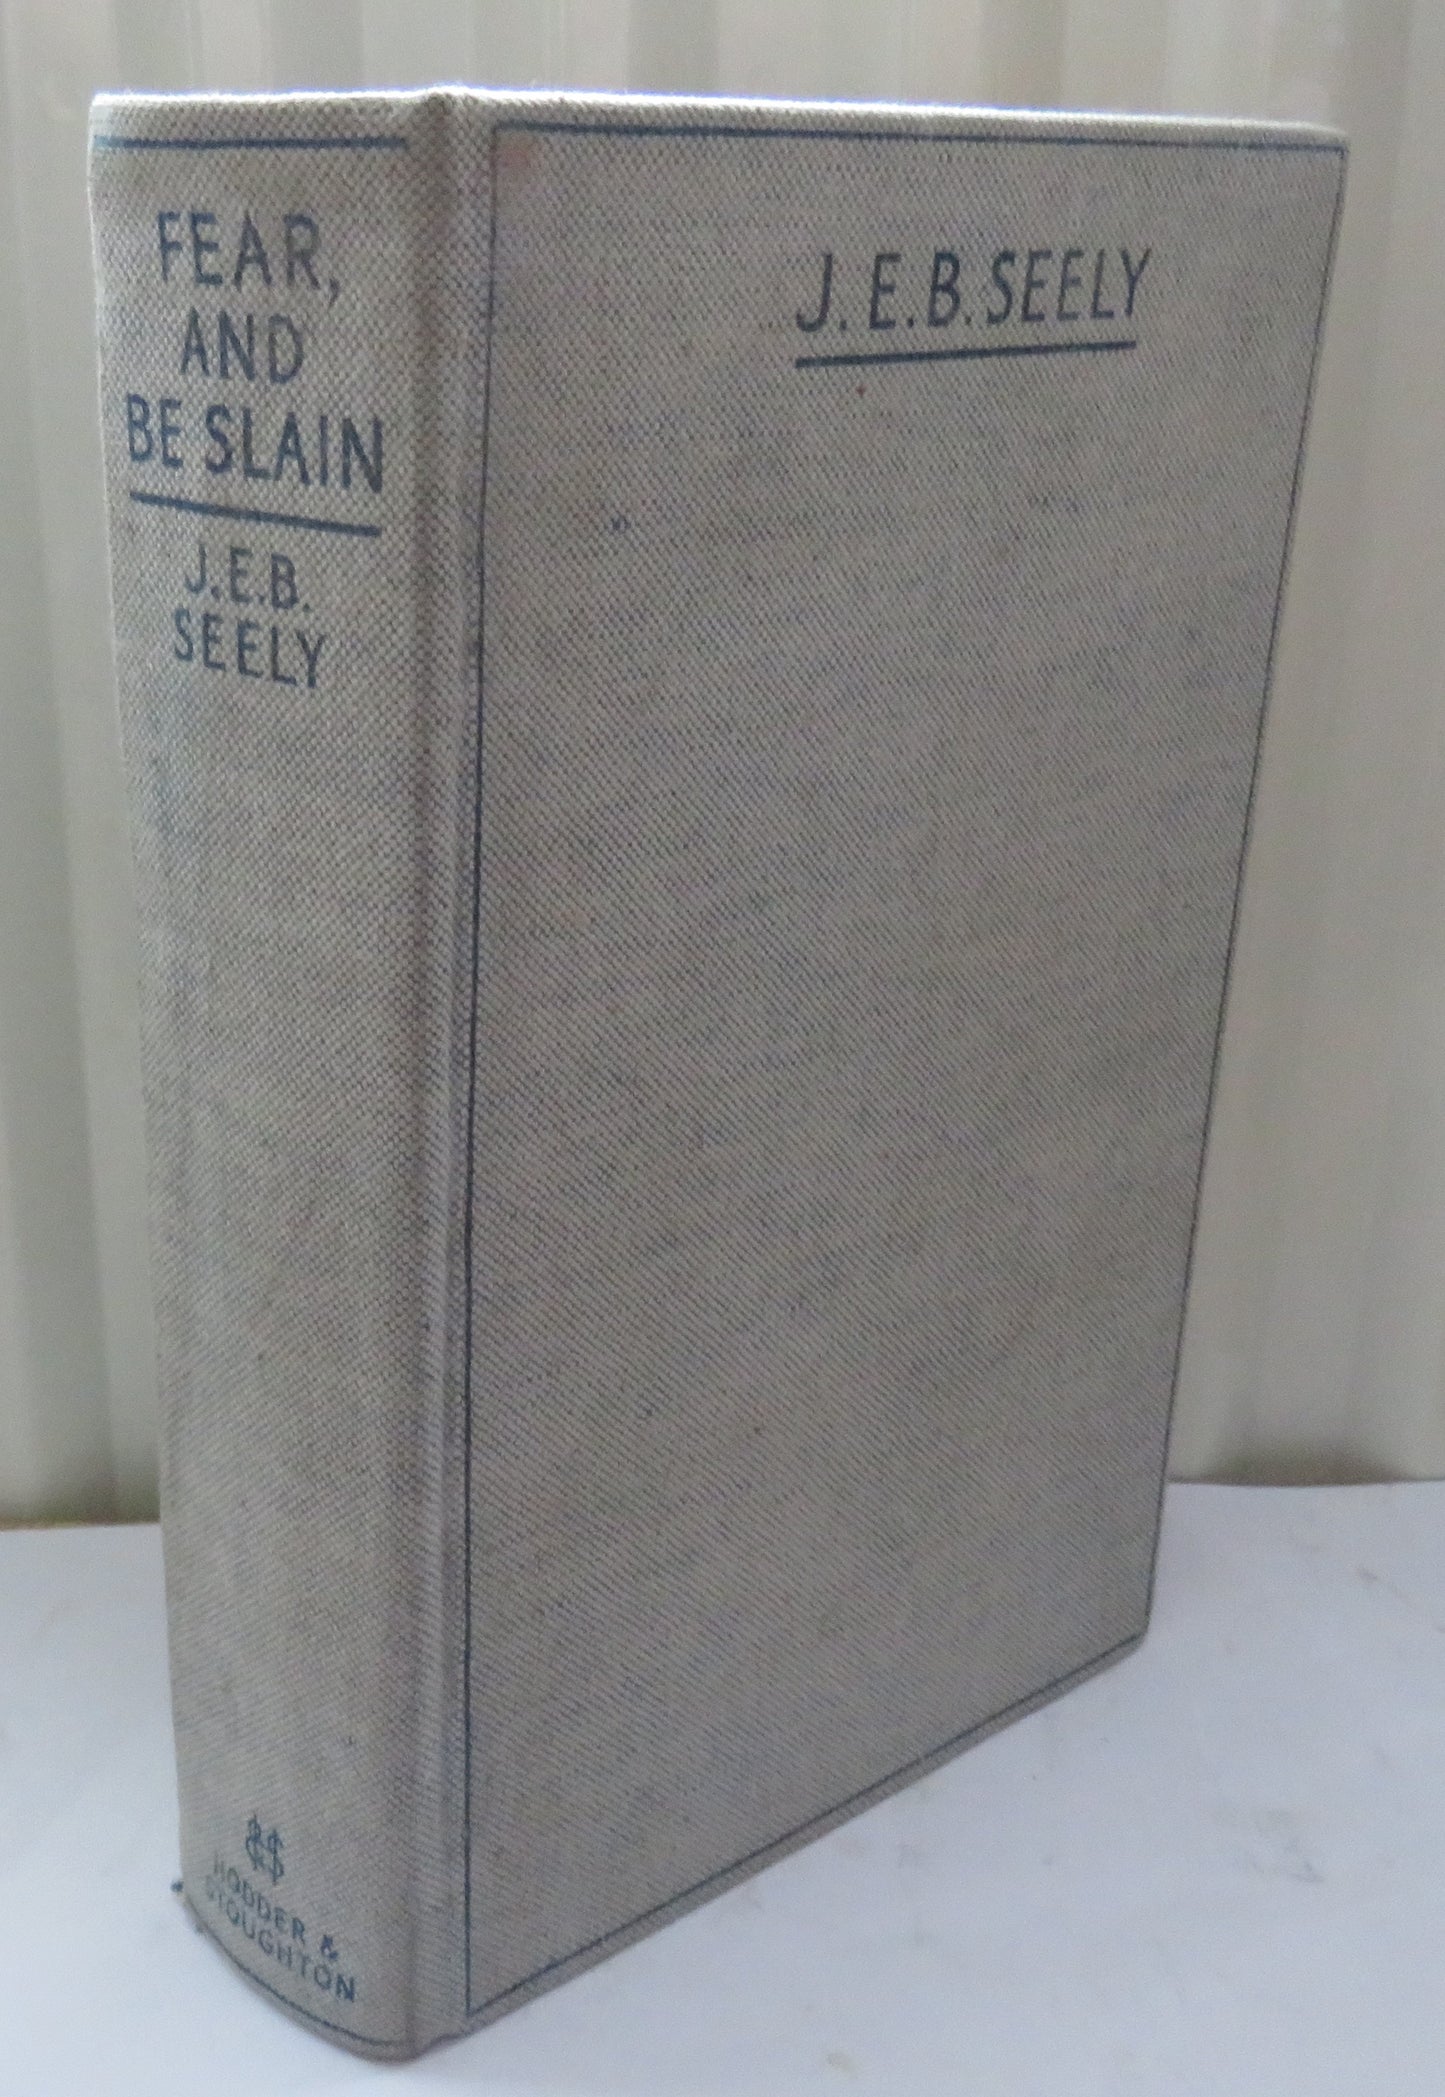 FEAR,
AND
BE SLAIN
J.E.B.
SEELY
HODDER &
STOUGHTON
J.E.B. SEELY